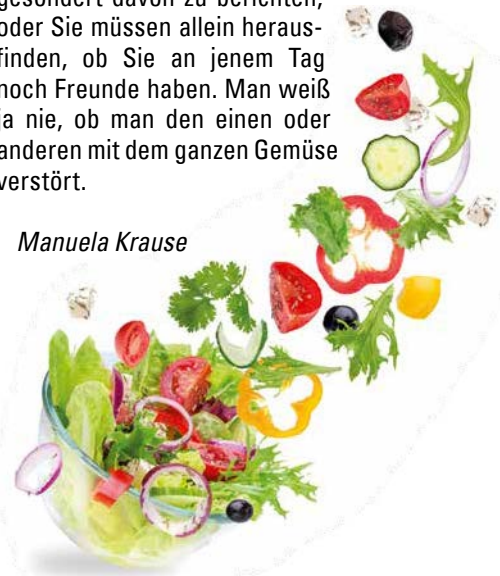 gesondert davon zu berichten,
oder Sie müssen allein heraus-
finden, ob Sie an jenem Tag
noch Freunde haben. Man weiß
ja nie, ob man den einen oder
anderen mit dem ganzen Gemüse
verstört.
Manuela Krause